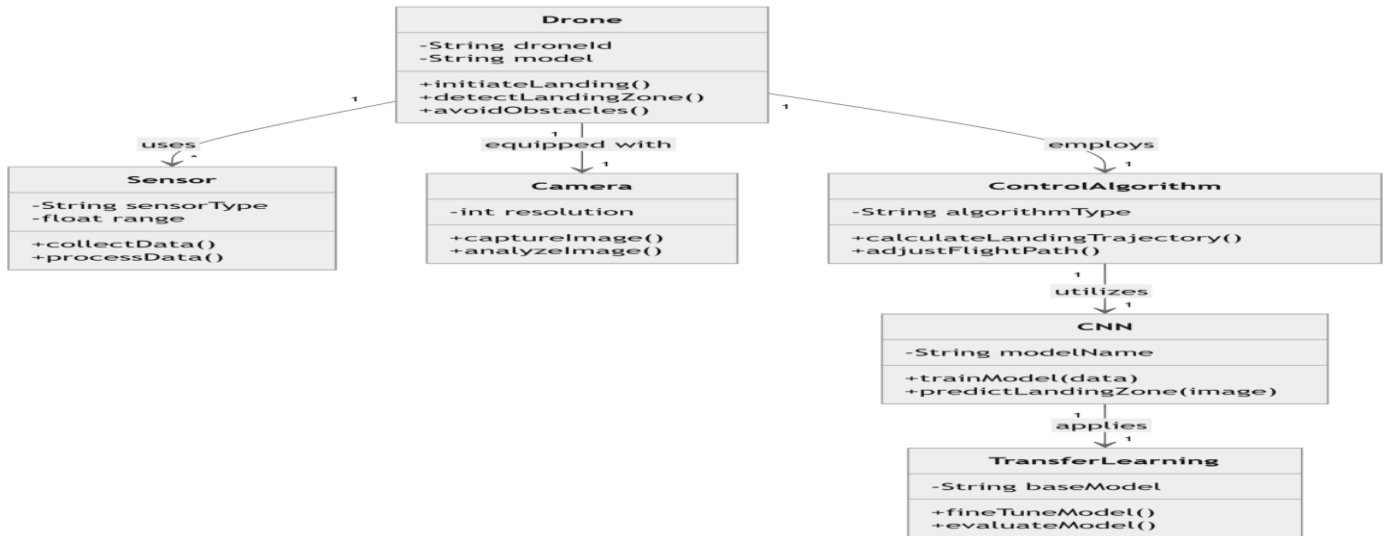 Drone
-String droneId
-String model
+initiateLanding()
+detectLandingZone()
+avoidObstacles()
1
1
1
uses
equipped with
employs
*
1
1
Sensor
-String sensorType
-float range
+collectData()
+processData()
Camera
-int resolution
+captureImage()
+analyzeImage()
ControlAlgorithm
-String algorithmType
+calculateLandingTrajectory()
+adjustFlightPath()
1
utilizes
1
CNN
-String modelName
+trainModel(data)
+predictLandingZone(image)
1
applies
1
TransferLearning
-String baseModel
+fineTuneModel()
+evaluateModel()